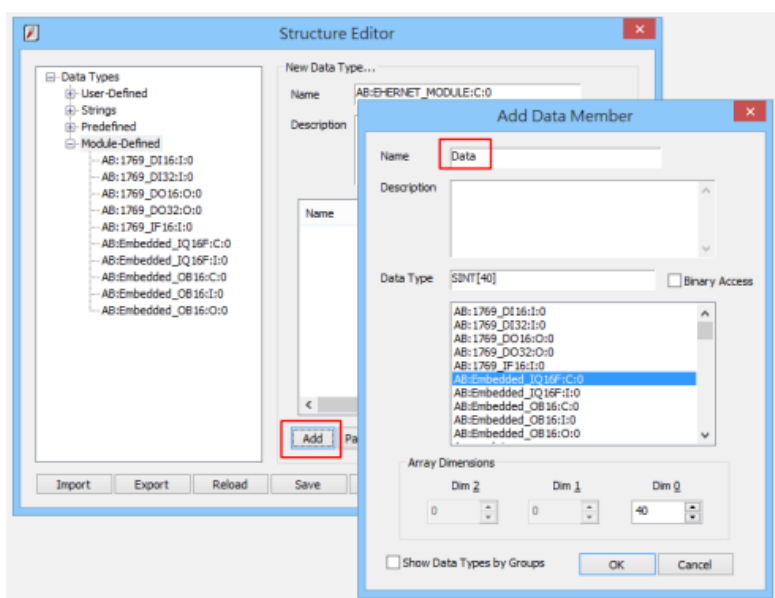 Structure Editor
Data Types
User-Defined
Strings
Predefined
Module-Defined
AB:1769_DI16:I:0
AB:1769_DI32:I:0
AB:1769_DO16:O:0
AB:1769_DO32:O:0
AB:1769_IF16:I:0
AB:Embedded_IQ16F:C:0
AB:Embedded_IQ16F:I:0
AB:Embedded_OB16:C:0
AB:Embedded_OB16:I:0
AB:Embedded_OB16:O:0
New Data Type...
Name AB:EHERNET_MODULE:C:0
Description
Name
Add Pa
Import Export Reload Save
Add Data Member
Name Data
Description
Data Type SINT[40] Binary Access
AB:1769_DI16:I:0
AB:1769_DI32:I:0
AB:1769_DO16:O:0
AB:1769_DO32:O:0
AB:1769_IF16:I:0
AB:Embedded_IQ16F:C:0
AB:Embedded_IQ16F:I:0
AB:Embedded_OB16:C:0
AB:Embedded_OB16:I:0
AB:Embedded_OB16:O:0
Array Dimensions
Dim 2 Dim 1 Dim 0
0 0 40
Show Data Types by Groups OK Cancel